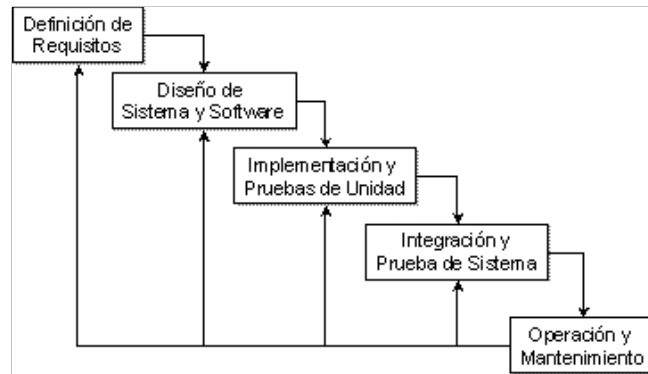 Definición de
Requisitos
Diseño de
Sistema y Software
Implementación y
Pruebas de Unidad
Integración y
Prueba de Sistema
Operación y
Mantenimiento